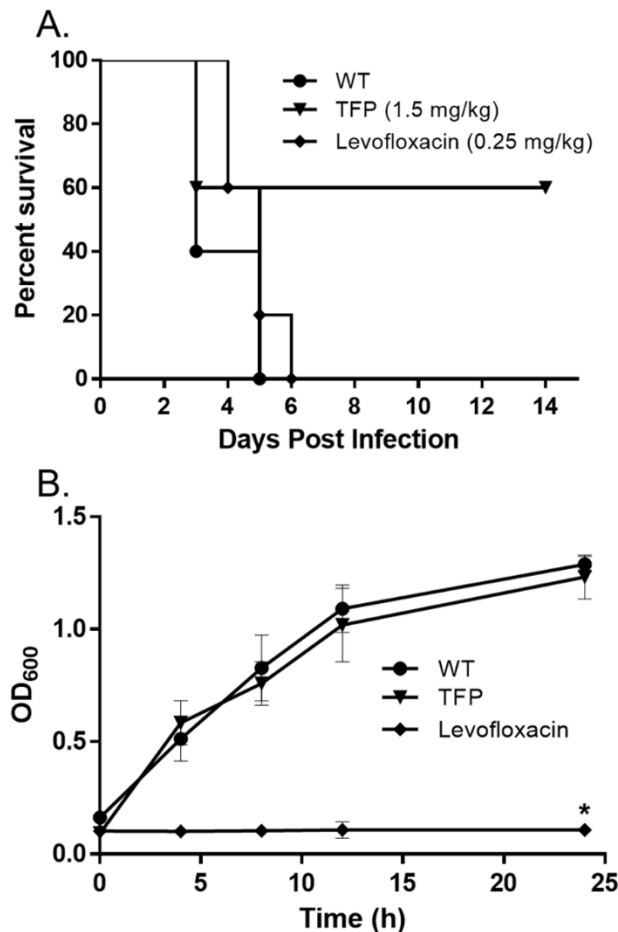 A.
100
80
60
40
20
0
Percent survival
WT
TFP (1.5 mg/kg)
Levofloxacin (0.25 mg/kg)
0 2 4 6 8 10 12 14
Days Post Infection
B.
1.5
1.0
0.5
0.0
OD600
WT
TFP
Levofloxacin
*
0 5 10 15 20 25
Time (h)